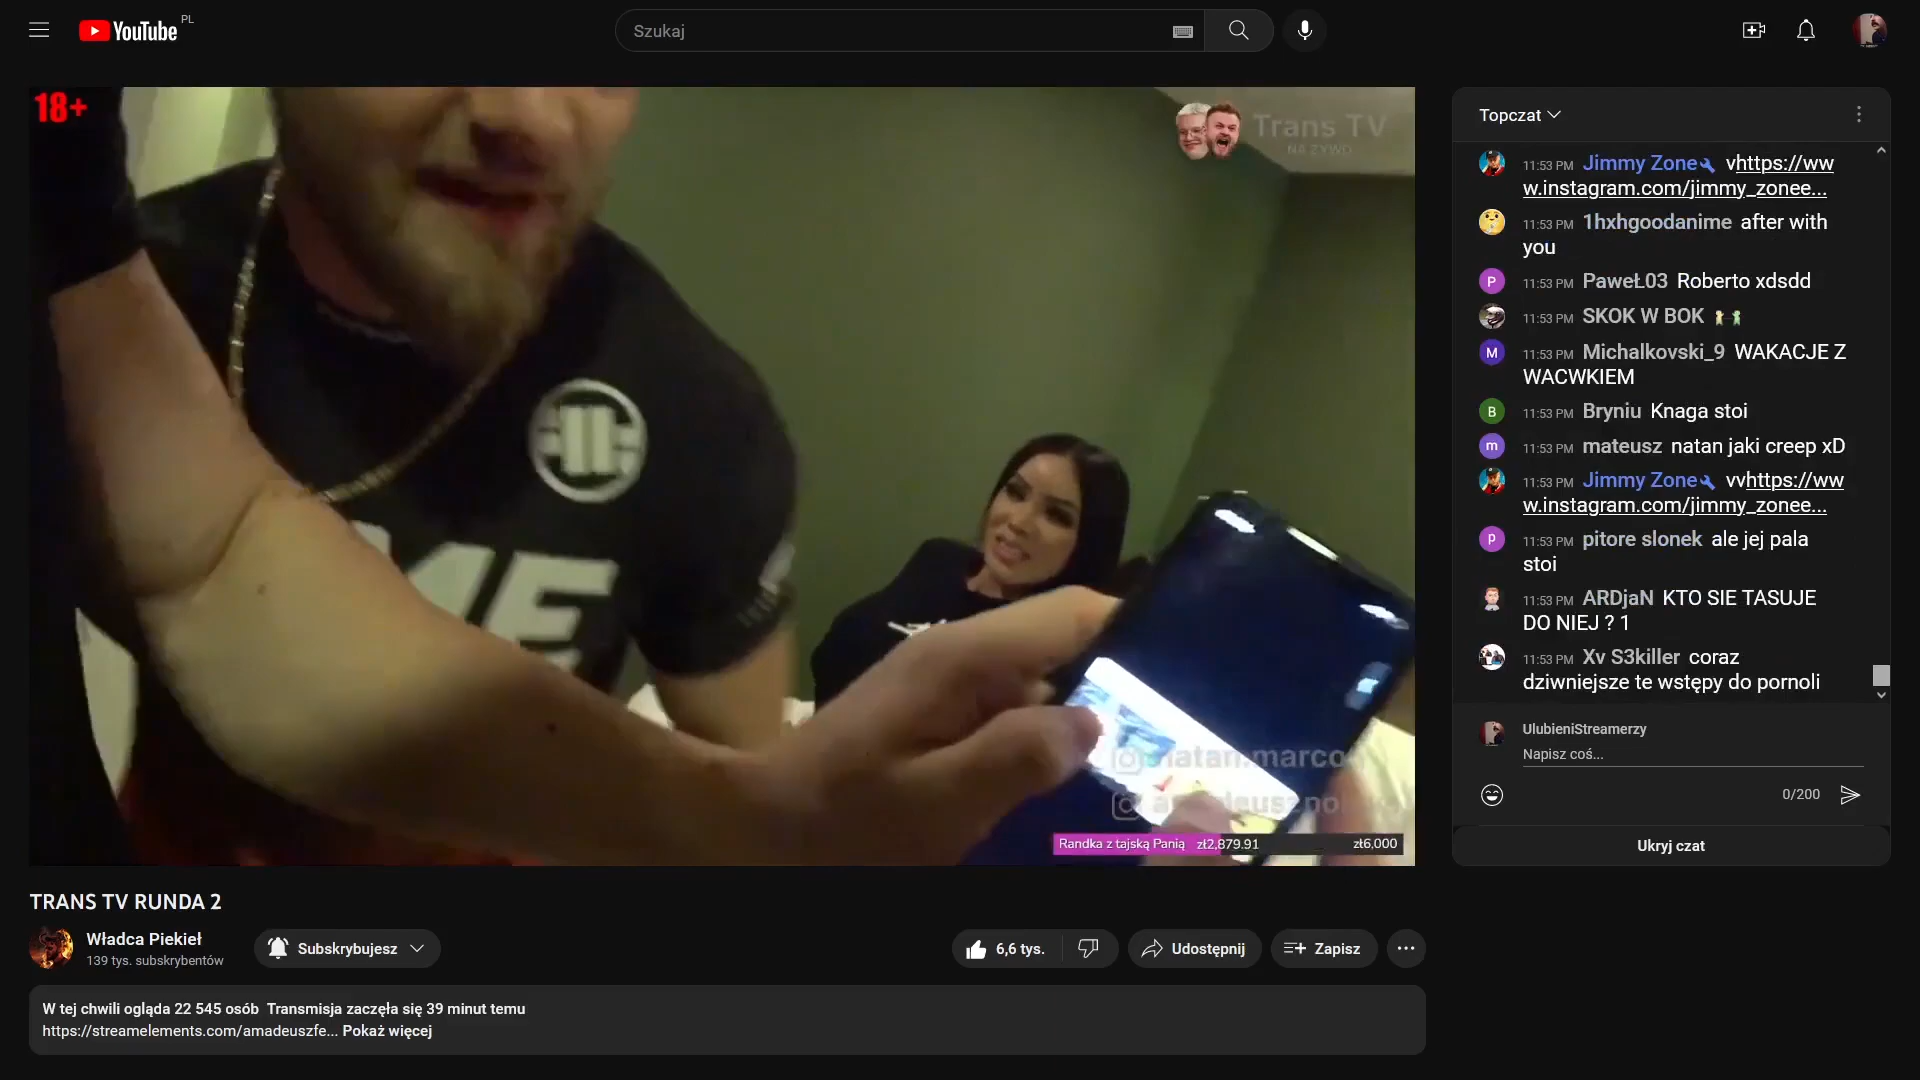 YouTube PL
Szukaj
18+
Trans TV
NA ŻYWO
ME
natan.marco
Randka z tajską Panią zł2,879.91 zł6,000
TRANS TV RUNDA 2
Władca Piekieł
139 tys. subskrybentów
Subskrybujesz
6,6 tys.
Udostępnij
Zapisz
W tej chwili ogląda 22 545 osób Transmisja zaczęła się 39 minut temu
https://streamelements.com/amadeuszfe... Pokaż więcej
Topczat
11:53 PM Jimmy Zone vhttps://ww
w.instagram.com/jimmy_zonee...
11:53 PM 1hxhgoodanime after with
you
11:53 PM PaweŁ03 Roberto xdsdd
11:53 PM SKOK W BOK
11:53 PM Michalkovski_9 WAKACJE Z
WACWKIEM
11:53 PM Bryniu Knaga stoi
11:53 PM mateusz natan jaki creep xD
11:53 PM Jimmy Zone vvhttps://ww
w.instagram.com/jimmy_zonee...
11:53 PM pitore slonek ale jej pala
stoi
11:53 PM ARDjaN KTO SIE TASUJE
DO NIEJ ? 1
11:53 PM Xv S3killer coraz
dziwniejsze te wstępy do pornoli
UlubieniStreamerzy
Napisz coś...
0/200
Ukryj czat